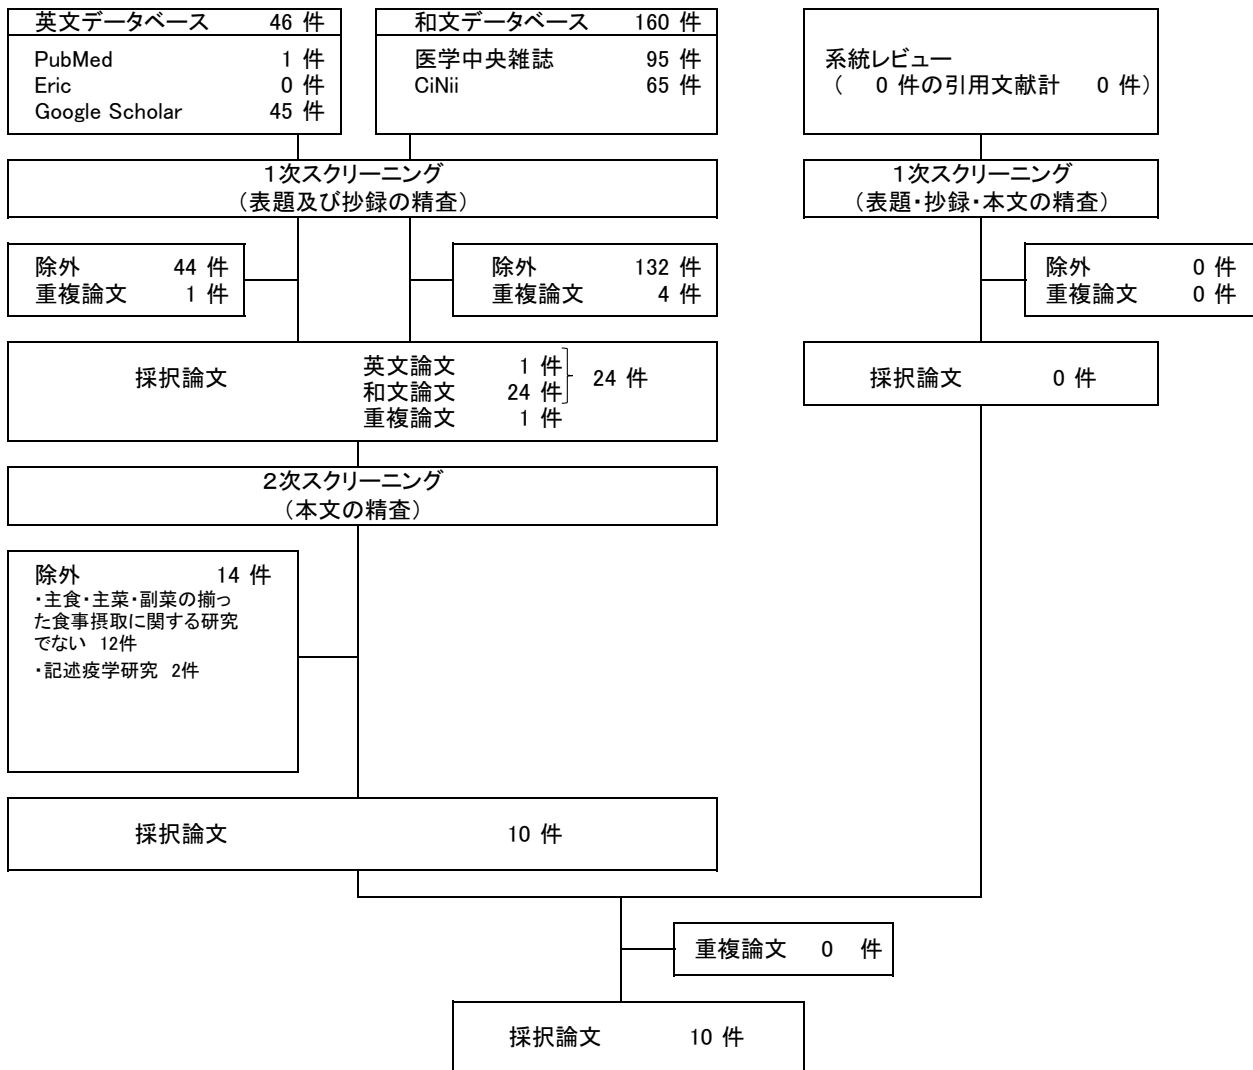 英文データベース 46 件
PubMed 1 件
Eric 0 件
Google Scholar 45 件
和文データベース 160 件
医学中央雑誌 95 件
CiNii 65 件
系統レビュー
( 0 件の引用文献計 0 件)
1次スクリーニング
(表題及び抄録の精査)
1次スクリーニング
(表題・抄録・本文の精査)
除外 44 件
重複論文 1 件
除外 132 件
重複論文 4 件
除外 0 件
重複論文 0 件
採択論文
英文論文 1 件
和文論文 24 件
24 件
重複論文 1 件
採択論文 0 件
2次スクリーニング
(本文の精査)
除外 14 件
・主食・主菜・副菜の揃っ
た食事摂取に関する研究
でない 12件
・記述疫学研究 2件
採択論文 10 件
重複論文 0 件
採択論文 10 件